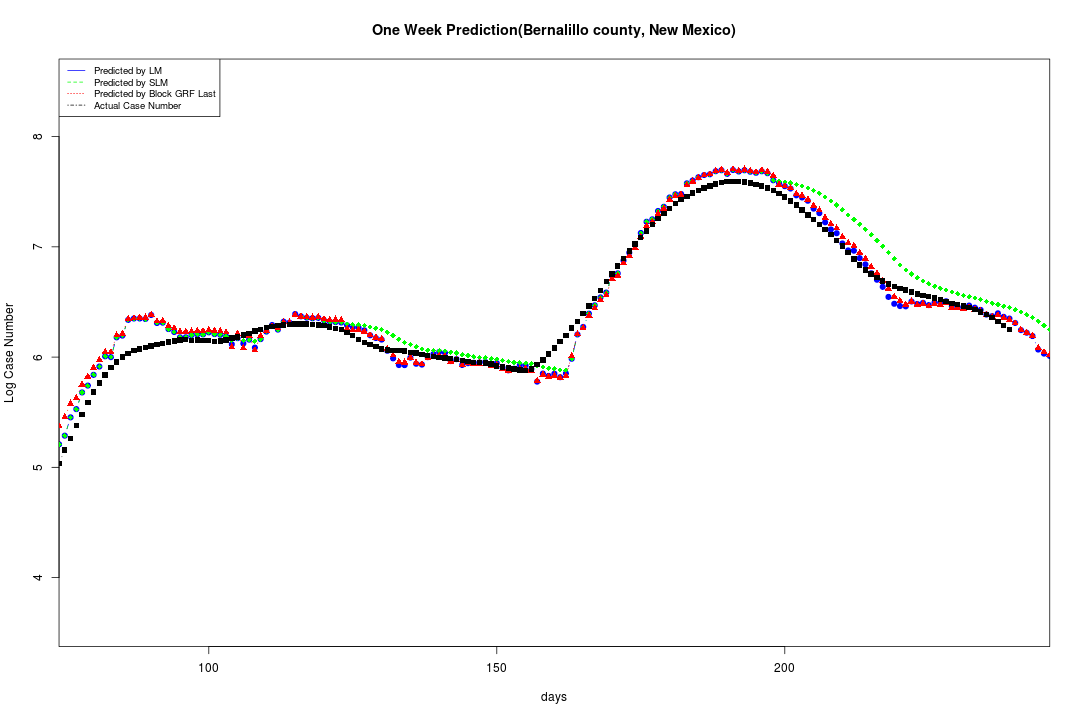 One Week Prediction(Bernalillo county, New Mexico)
Predicted by LM
Predicted by SLM
Predicted by Block GRF Last
Actual Case Number
8
7
6
5
4
Log Case Number
100 150 200
days